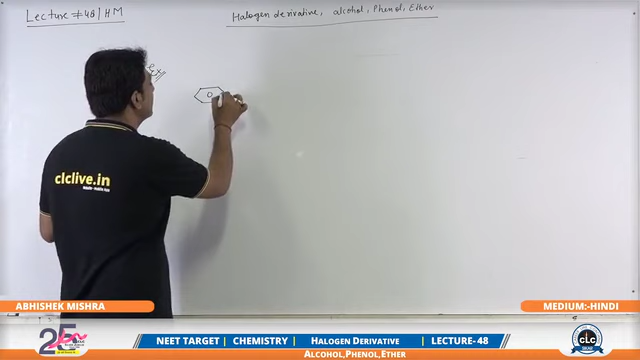 Lecture #48/HM
Halogen derivative, alcohol, Phenol, Ether
clclive.in
ABHISHEK MISHRA
MEDIUM:-HINDI
25
NEET TARGET | CHEMISTRY | HALOGEN DERIVATIVE | LECTURE-48
ALCOHOL,PHENOL,ETHER
CLC